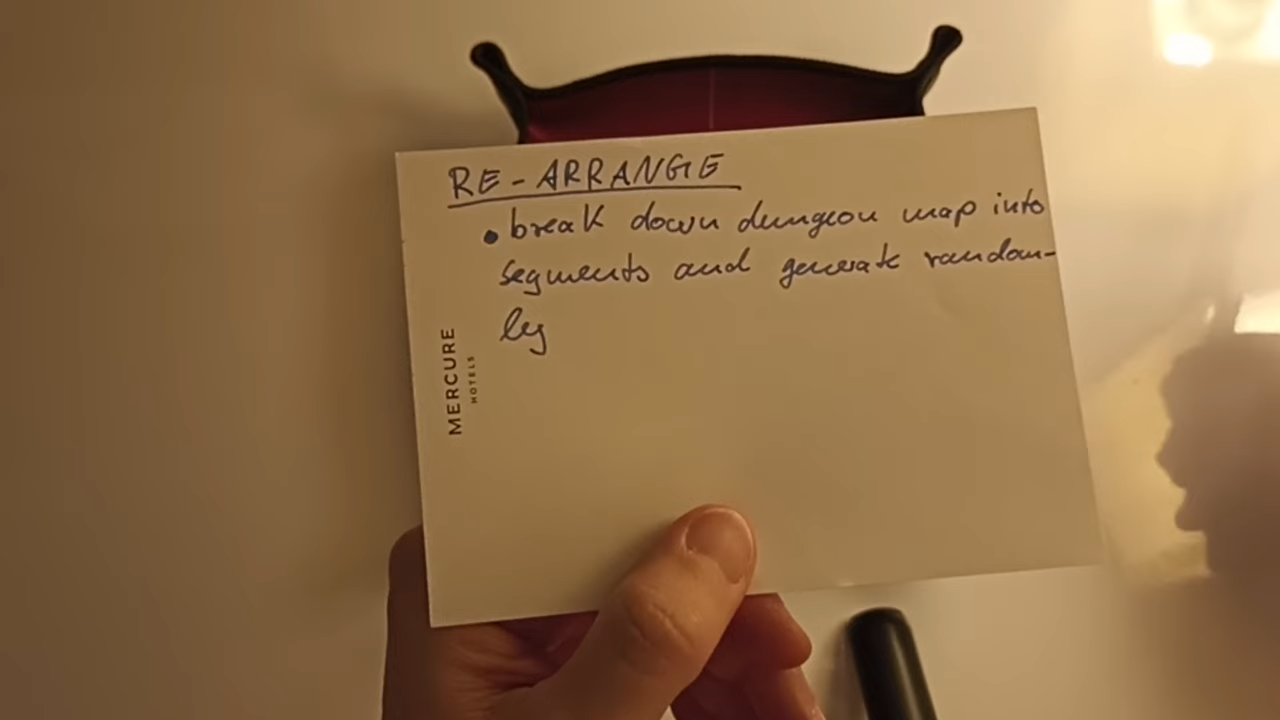 RE-ARRANGE
• break down dungeon map into
segments and generate random-
ly
MERCURE
HOTELS